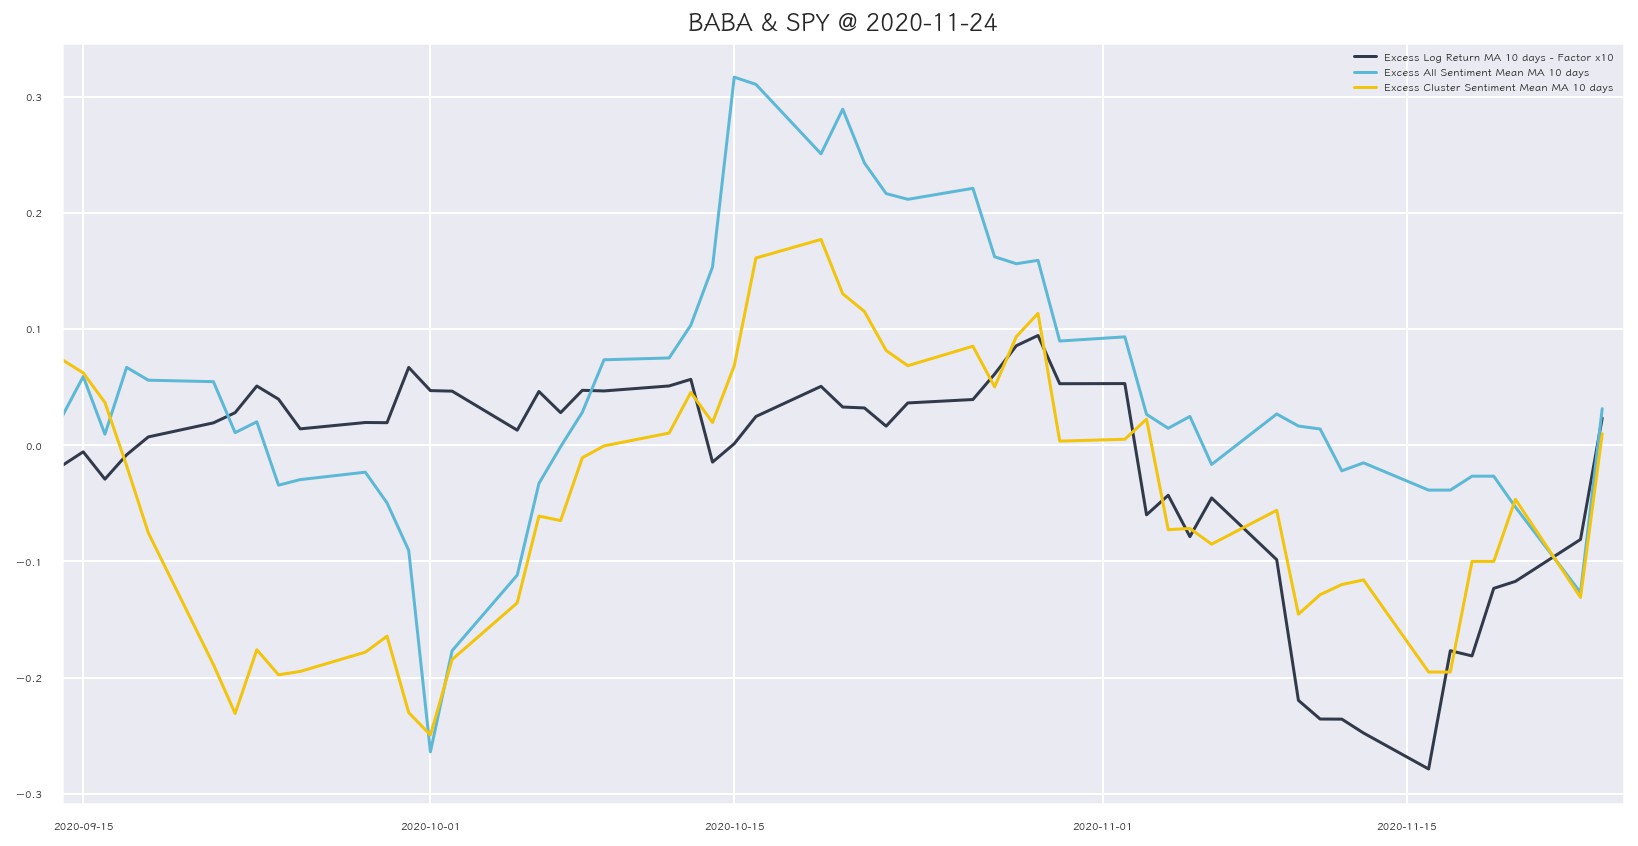 BABA & SPY @ 2020-11-24
Excess Log Return MA 10 days - Factor x10
Excess All Sentiment Mean MA 10 days
Excess Cluster Sentiment Mean MA 10 days
0.3
0.2
0.1
0.0
−0.1
−0.2
−0.3
2020-09-15 2020-10-01 2020-10-15 2020-11-01 2020-11-15